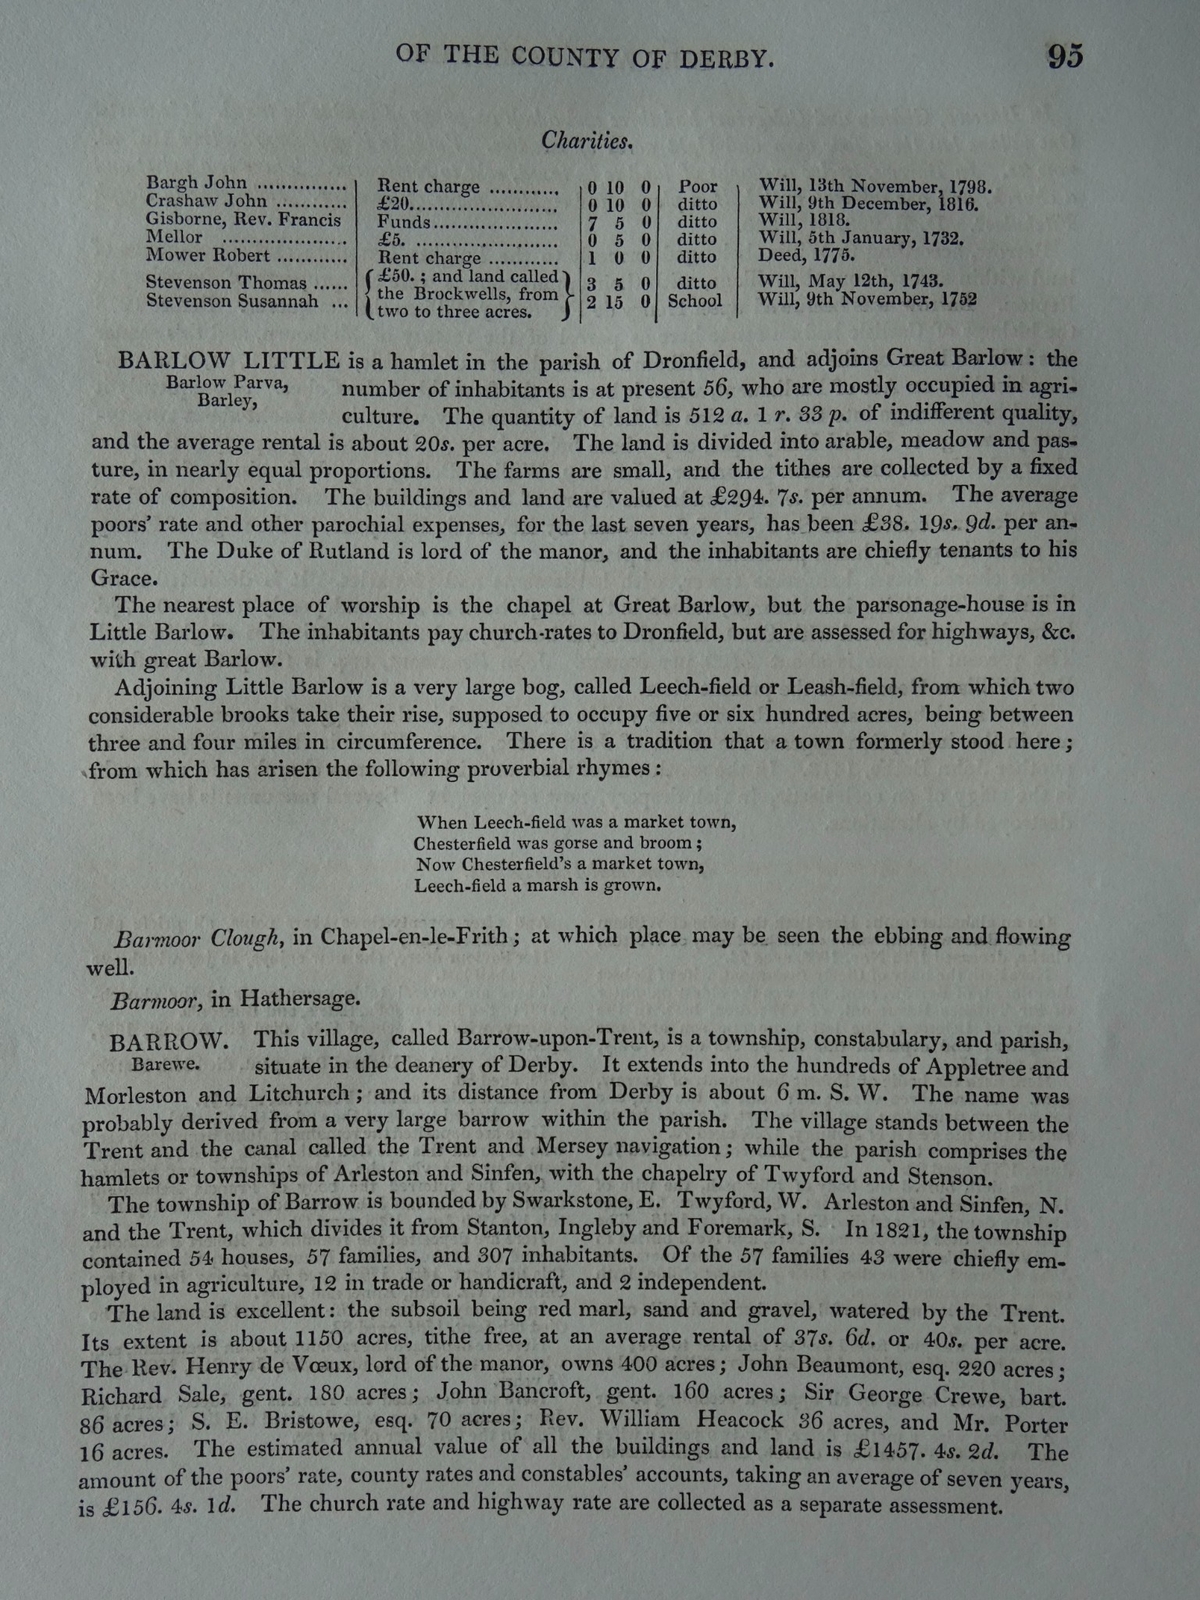 OF THE COUNTY OF DERBY. 95
Charities.
Bargh John ............... Rent charge ............ 0 10 0 Poor Will, 13th November, 1798.
Crashaw John ............ £20.......................... 0 10 0 ditto Will, 9th December, 1816.
Gisborne, Rev. Francis Funds...................... 7 5 0 ditto Will, 1818.
Mellor ..................... £5. ......................... 0 5 0 ditto Will, 5th January, 1732.
Mower Robert ............ Rent charge ............ 1 0 0 ditto Deed, 1775.
Stevenson Thomas ...... { £50. ; and land called } 3 5 0 ditto Will, May 12th, 1743.
Stevenson Susannah ... the Brockwells, from 2 15 0 School Will, 9th November, 1752
two to three acres.
BARLOW LITTLE is a hamlet in the parish of Dronfield, and adjoins Great Barlow : the
Barlow Parva, number of inhabitants is at present 56, who are mostly occupied in agri-
Barley, culture. The quantity of land is 512 a. 1 r. 33 p. of indifferent quality,
and the average rental is about 20s. per acre. The land is divided into arable, meadow and pas-
ture, in nearly equal proportions. The farms are small, and the tithes are collected by a fixed
rate of composition. The buildings and land are valued at £294. 7s. per annum. The average
poors' rate and other parochial expenses, for the last seven years, has been £38. 19s. 9d. per an-
num. The Duke of Rutland is lord of the manor, and the inhabitants are chiefly tenants to his
Grace.
The nearest place of worship is the chapel at Great Barlow, but the parsonage-house is in
Little Barlow. The inhabitants pay church-rates to Dronfield, but are assessed for highways, &c.
with great Barlow.
Adjoining Little Barlow is a very large bog, called Leech-field or Leash-field, from which two
considerable brooks take their rise, supposed to occupy five or six hundred acres, being between
three and four miles in circumference. There is a tradition that a town formerly stood here ;
from which has arisen the following proverbial rhymes :
When Leech-field was a market town,
Chesterfield was gorse and broom ;
Now Chesterfield's a market town,
Leech-field a marsh is grown.
Barmoor Clough, in Chapel-en-le-Frith ; at which place may be seen the ebbing and flowing
well.
Barmoor, in Hathersage.
BARROW. This village, called Barrow-upon-Trent, is a township, constabulary, and parish,
Barewe. situate in the deanery of Derby. It extends into the hundreds of Appletree and
Morleston and Litchurch ; and its distance from Derby is about 6 m. S. W. The name was
probably derived from a very large barrow within the parish. The village stands between the
Trent and the canal called the Trent and Mersey navigation ; while the parish comprises the
hamlets or townships of Arleston and Sinfen, with the chapelry of Twyford and Stenson.
The township of Barrow is bounded by Swarkstone, E. Twyford, W. Arleston and Sinfen, N.
and the Trent, which divides it from Stanton, Ingleby and Foremark, S. In 1821, the township
contained 54 houses, 57 families, and 307 inhabitants. Of the 57 families 43 were chiefly em-
ployed in agriculture, 12 in trade or handicraft, and 2 independent.
The land is excellent : the subsoil being red marl, sand and gravel, watered by the Trent.
Its extent is about 1150 acres, tithe free, at an average rental of 37s. 6d. or 40s. per acre.
The Rev. Henry de Vœux, lord of the manor, owns 400 acres ; John Beaumont, esq. 220 acres ;
Richard Sale, gent. 180 acres ; John Bancroft, gent. 160 acres ; Sir George Crewe, bart.
86 acres ; S. E. Bristowe, esq. 70 acres ; Rev. William Heacock 36 acres, and Mr. Porter
16 acres. The estimated annual value of all the buildings and land is £1457. 4s. 2d. The
amount of the poors' rate, county rates and constables' accounts, taking an average of seven years,
is £156. 4s. 1d. The church rate and highway rate are collected as a separate assessment.